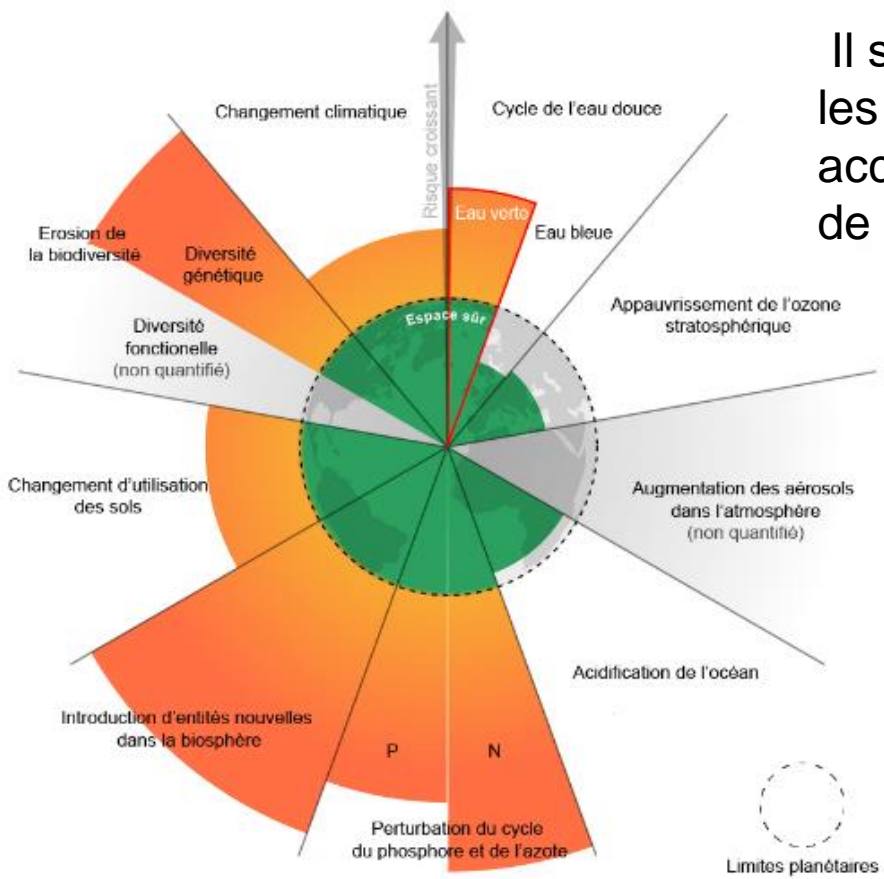 Il s
les
acc
de
Changement climatique
Risque croissant
Cycle de l'eau douce
Eau verte
Eau bleue
Erosion de
la biodiversité
Diversité
génétique
Espace sûr
Appauvrissement de l'ozone
stratosphérique
Diversité
fonctionelle
(non quantifié)
Changement d'utilisation
des sols
Augmentation des aérosols
dans l'atmosphère
(non quantifié)
Acidification de l'océan
Introduction d'entités nouvelles
dans la biosphère
P
N
Perturbation du cycle
du phosphore et de l'azote
Limites planétaires